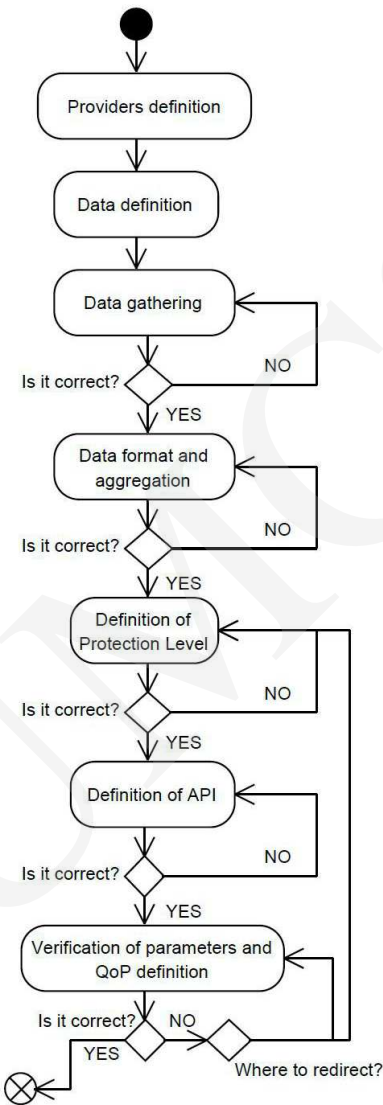 Providers definition
Data definition
Data gathering
Is it correct?
NO
YES
Data format and
aggregation
Is it correct?
NO
YES
Definition of
Protection Level
Is it correct?
NO
YES
Definition of API
Is it correct?
NO
YES
Verification of parameters and
QoP definition
Is it correct?
NO
YES
Where to redirect?
UMC